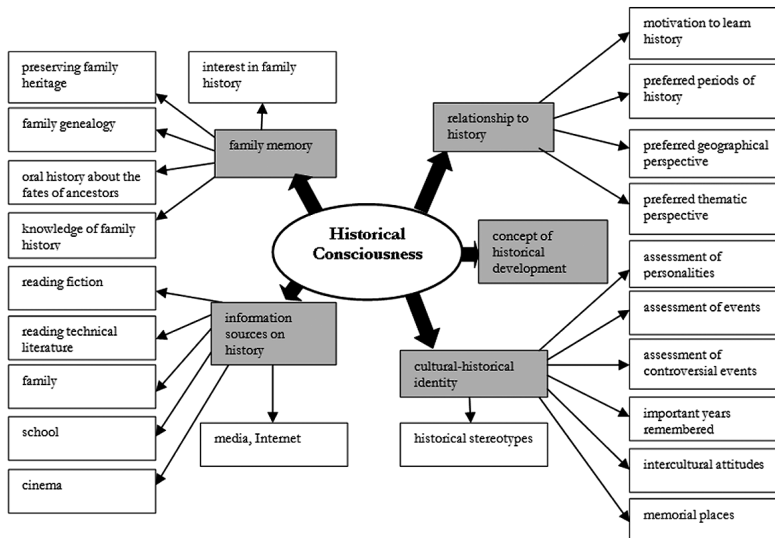 preserving family
heritage
family genealogy
oral history about the
fates of ancestors
knowledge of family
history
interest in family
history
family memory
relationship to
history
motivation to learn
history
preferred periods of
history
preferred geographical
perspective
preferred thematic
perspective
Historical
Consciousness
concept of
historical
development
information
sources on
history
reading fiction
reading technical
literature
family
school
cinema
media, Internet
cultural-historical
identity
historical stereotypes
assessment of
personalities
assessment of events
assessment of
controversial events
important years
remembered
intercultural attitudes
memorial places